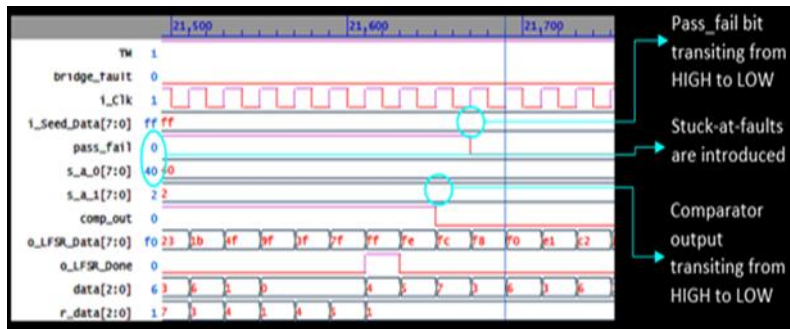 21,500 21,600 21,700
TM 1
bridge_fault 0
i_Clk 1
i_Seed_Data[7:0] ff ff
pass_fail 0
s_a_0[7:0] 40 40
s_a_1[7:0] 2 2
comp_out 0
o_LFSR_Data[7:0] f0 23 1b 4f 9f 3f 7f ff fe fc f8 f0 e1 c2
o_LFSR_Done 0
data[2:0] 6 3 6 1 0 4 5 7 3 6 3 6
r_data[2:0] 1 7 3 4 1 4 5 1
Pass_fail bit
transiting from
HIGH to LOW
Stuck-at-faults
are introduced
Comparator
output
transiting from
HIGH to LOW